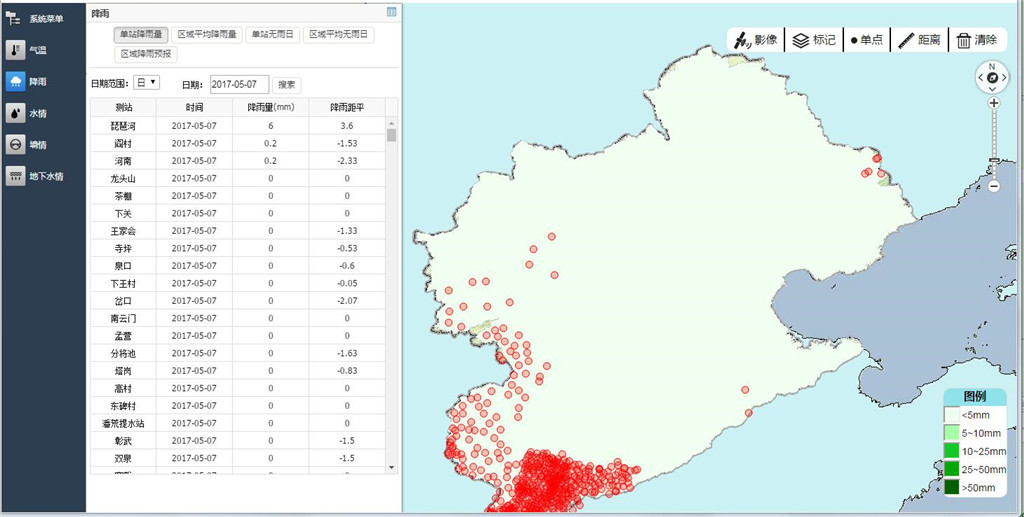 系统菜单
气温
降雨
水情
墒情
地下水情
降雨
单站降雨量 区域平均降雨量 单站无雨日 区域平均无雨日
区域降雨预报
日期范围: 日 日期: 2017-05-07 搜索
测站 时间 降雨量(mm) 降雨距平
琵琶河 2017-05-07 6 3.6
阎村 2017-05-07 0.2 -1.53
河南 2017-05-07 0.2 -2.33
龙头山 2017-05-07 0 0
茶棚 2017-05-07 0 0
下关 2017-05-07 0 0
王家会 2017-05-07 0 -1.33
寺坪 2017-05-07 0 -0.53
泉口 2017-05-07 0 -0.6
下王村 2017-05-07 0 -0.05
岔口 2017-05-07 0 -2.07
南云门 2017-05-07 0 0
孟营 2017-05-07 0 0
分将池 2017-05-07 0 -1.63
塔岗 2017-05-07 0 -0.83
高村 2017-05-07 0 0
东碑村 2017-05-07 0 0
潘荒提水站 2017-05-07 0 0
彰武 2017-05-07 0 -1.5
双泉 2017-05-07 0 -1.5
影像 标记 单点 距离 清除
N
图例
<5mm
5~10mm
10~25mm
25~50mm
>50mm